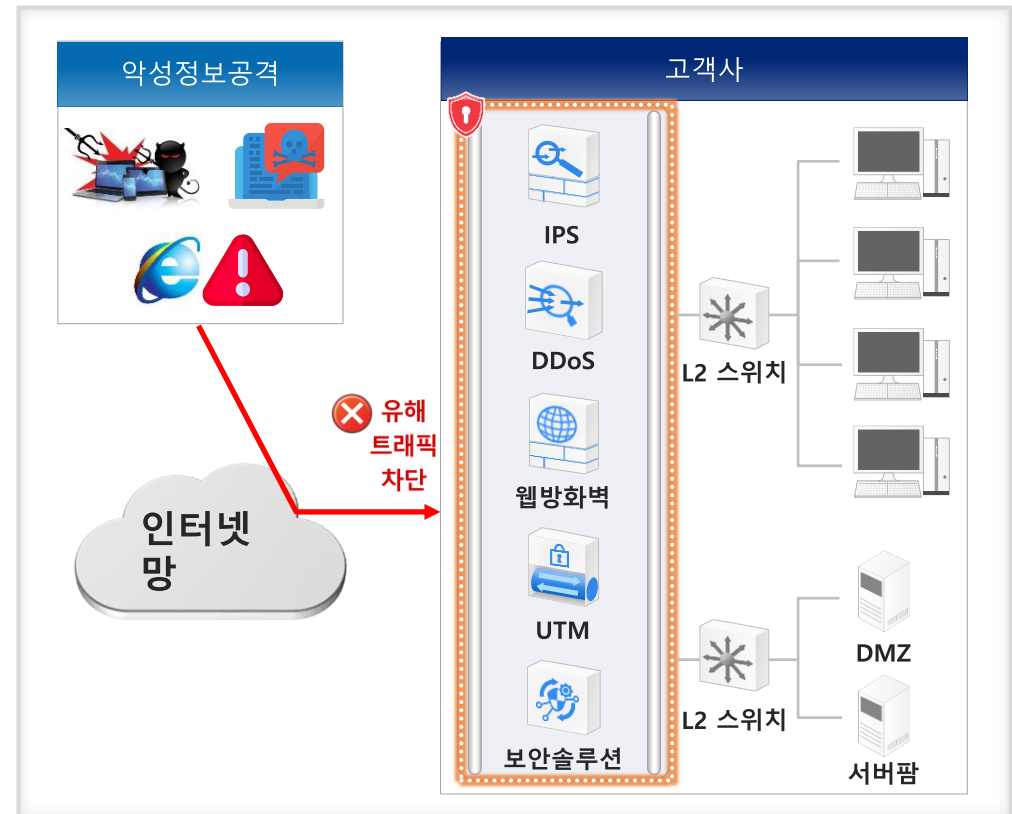 악성정보공격
고객사
IPS
DDoS
L2 스위치
유해
트래픽
차단
웹방화벽
인터넷
망
UTM
DMZ
L2 스위치
보안솔루션
서버팜